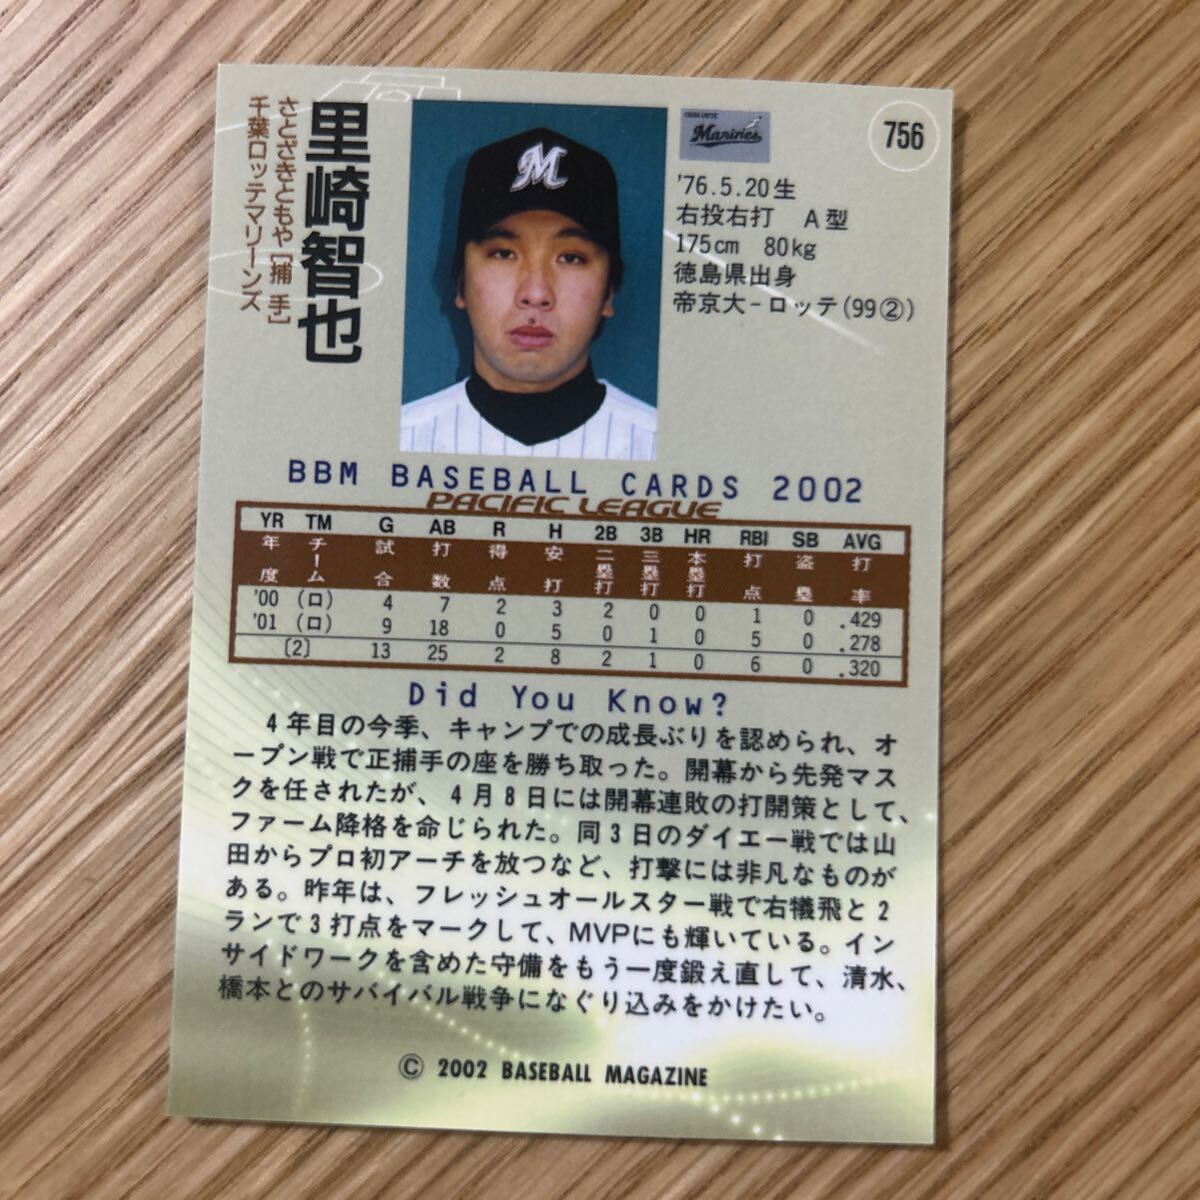 里崎智也
さとざきともや[捕手]
千葉ロッテマリーンズ
M
CHIBA LOTTE
Marines
756
'76.5.20生
右投右打 A型
175cm 80kg
徳島県出身
帝京大-ロッテ(99②)
BBM BASEBALL CARDS 2002
PACIFIC LEAGUE
YR TM G AB R H 2B 3B HR RBI SB AVG
年度 チーム 試合 打数 得点 安打 二塁打 三塁打 本塁打 打点 盗塁 打率
'00 (ロ) 4 7 2 3 2 0 0 1 0 .429
'01 (ロ) 9 18 0 5 0 1 0 5 0 .278
[2] 13 25 2 8 2 1 0 6 0 .320
Did You Know?
4年目の今季、キャンプでの成長ぶりを認められ、オ
ープン戦で正捕手の座を勝ち取った。開幕から先発マス
クを任されたが、4月8日には開幕連敗の打開策として、
ファーム降格を命じられた。同3日のダイエー戦では山
田からプロ初アーチを放つなど、打撃には非凡なものが
ある。昨年は、フレッシュオールスター戦で右犠飛と2
ランで3打点をマークして、MVPにも輝いている。イン
サイドワークを含めた守備をもう一度鍛え直して、清水、
橋本とのサバイバル戦争になぐり込みをかけたい。
© 2002 BASEBALL MAGAZINE